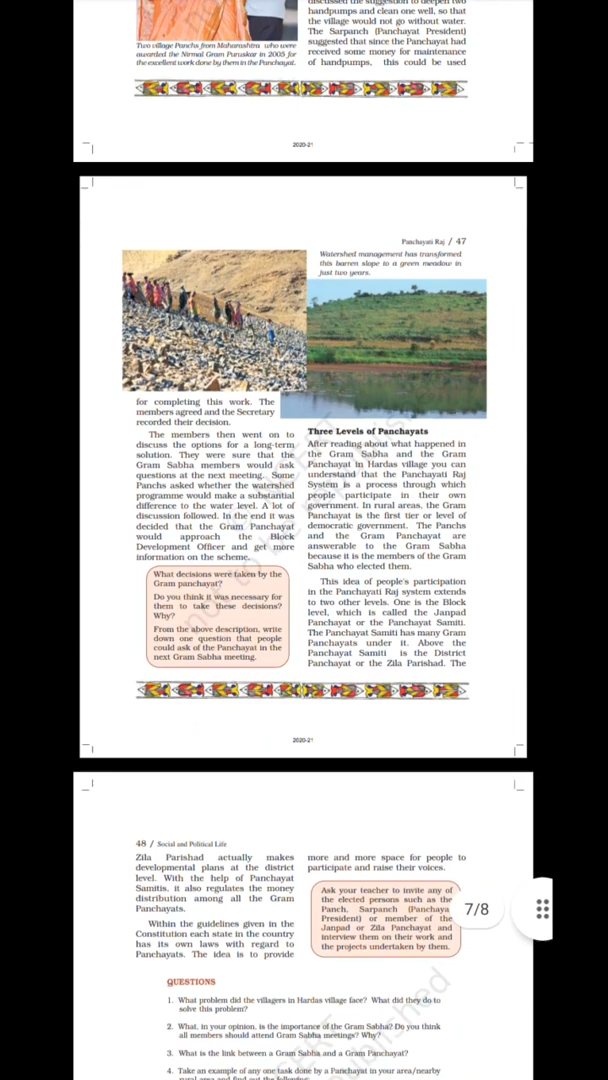 discussed the suggestion to deepen two
handpumps and clean one well, so that
the village would not go without water.
The Sarpanch (Panchayat President)
suggested that since the Panchayat had
received some money for maintenance
of handpumps, this could be used
Two village Panchs from Maharashtra who were
awarded the Nirmal Gram Puruskar in 2005 for
the excellent work done by them in the Panchayat.
2020-21
Panchayati Raj / 47
Watershed management has transformed
this barren slope to a green meadow in
just two years.
for completing this work. The
members agreed and the Secretary
recorded their decision.
The members then went on to
discuss the options for a long-term
solution. They were sure that the
Gram Sabha members would ask
questions at the next meeting. Some
Panchs asked whether the watershed
programme would make a substantial
difference to the water level. A lot of
discussion followed. In the end it was
decided that the Gram Panchayat
would approach the Block
Development Officer and get more
information on the scheme.
What decisions were taken by the
Gram panchayat?
Do you think it was necessary for
them to take these decisions?
Why?
From the above description, write
down one question that people
could ask of the Panchayat in the
next Gram Sabha meeting.
Three Levels of Panchayats
After reading about what happened in
the Gram Sabha and the Gram
Panchayat in Hardas village you can
understand that the Panchayati Raj
System is a process through which
people participate in their own
government. In rural areas, the Gram
Panchayat is the first tier or level of
democratic government. The Panchs
and the Gram Panchayat are
answerable to the Gram Sabha
because it is the members of the Gram
Sabha who elected them.
This idea of people's participation
in the Panchayati Raj system extends
to two other levels. One is the Block
level, which is called the Janpad
Panchayat or the Panchayat Samiti.
The Panchayat Samiti has many Gram
Panchayats under it. Above the
Panchayat Samiti is the District
Panchayat or the Zila Parishad. The
2020-21
48 / Social and Political Life
Zila Parishad actually makes
developmental plans at the district
level. With the help of Panchayat
Samitis, it also regulates the money
distribution among all the Gram
Panchayats.
Within the guidelines given in the
Constitution each state in the country
has its own laws with regard to
Panchayats. The idea is to provide
more and more space for people to
participate and raise their voices.
Ask your teacher to invite any of
the elected persons such as the
Panch, Sarpanch (Panchaya
President) or member of the
Janpad or Zila Panchayat and
interview them on their work and
the projects undertaken by them.
7/8
QUESTIONS
1. What problem did the villagers in Hardas village face? What did they do to
solve this problem?
2. What, in your opinion, is the importance of the Gram Sabha? Do you think
all members should attend Gram Sabha meetings? Why?
3. What is the link between a Gram Sabha and a Gram Panchayat?
4. Take an example of any one task done by a Panchayat in your area/nearby
rural area and find out the following: